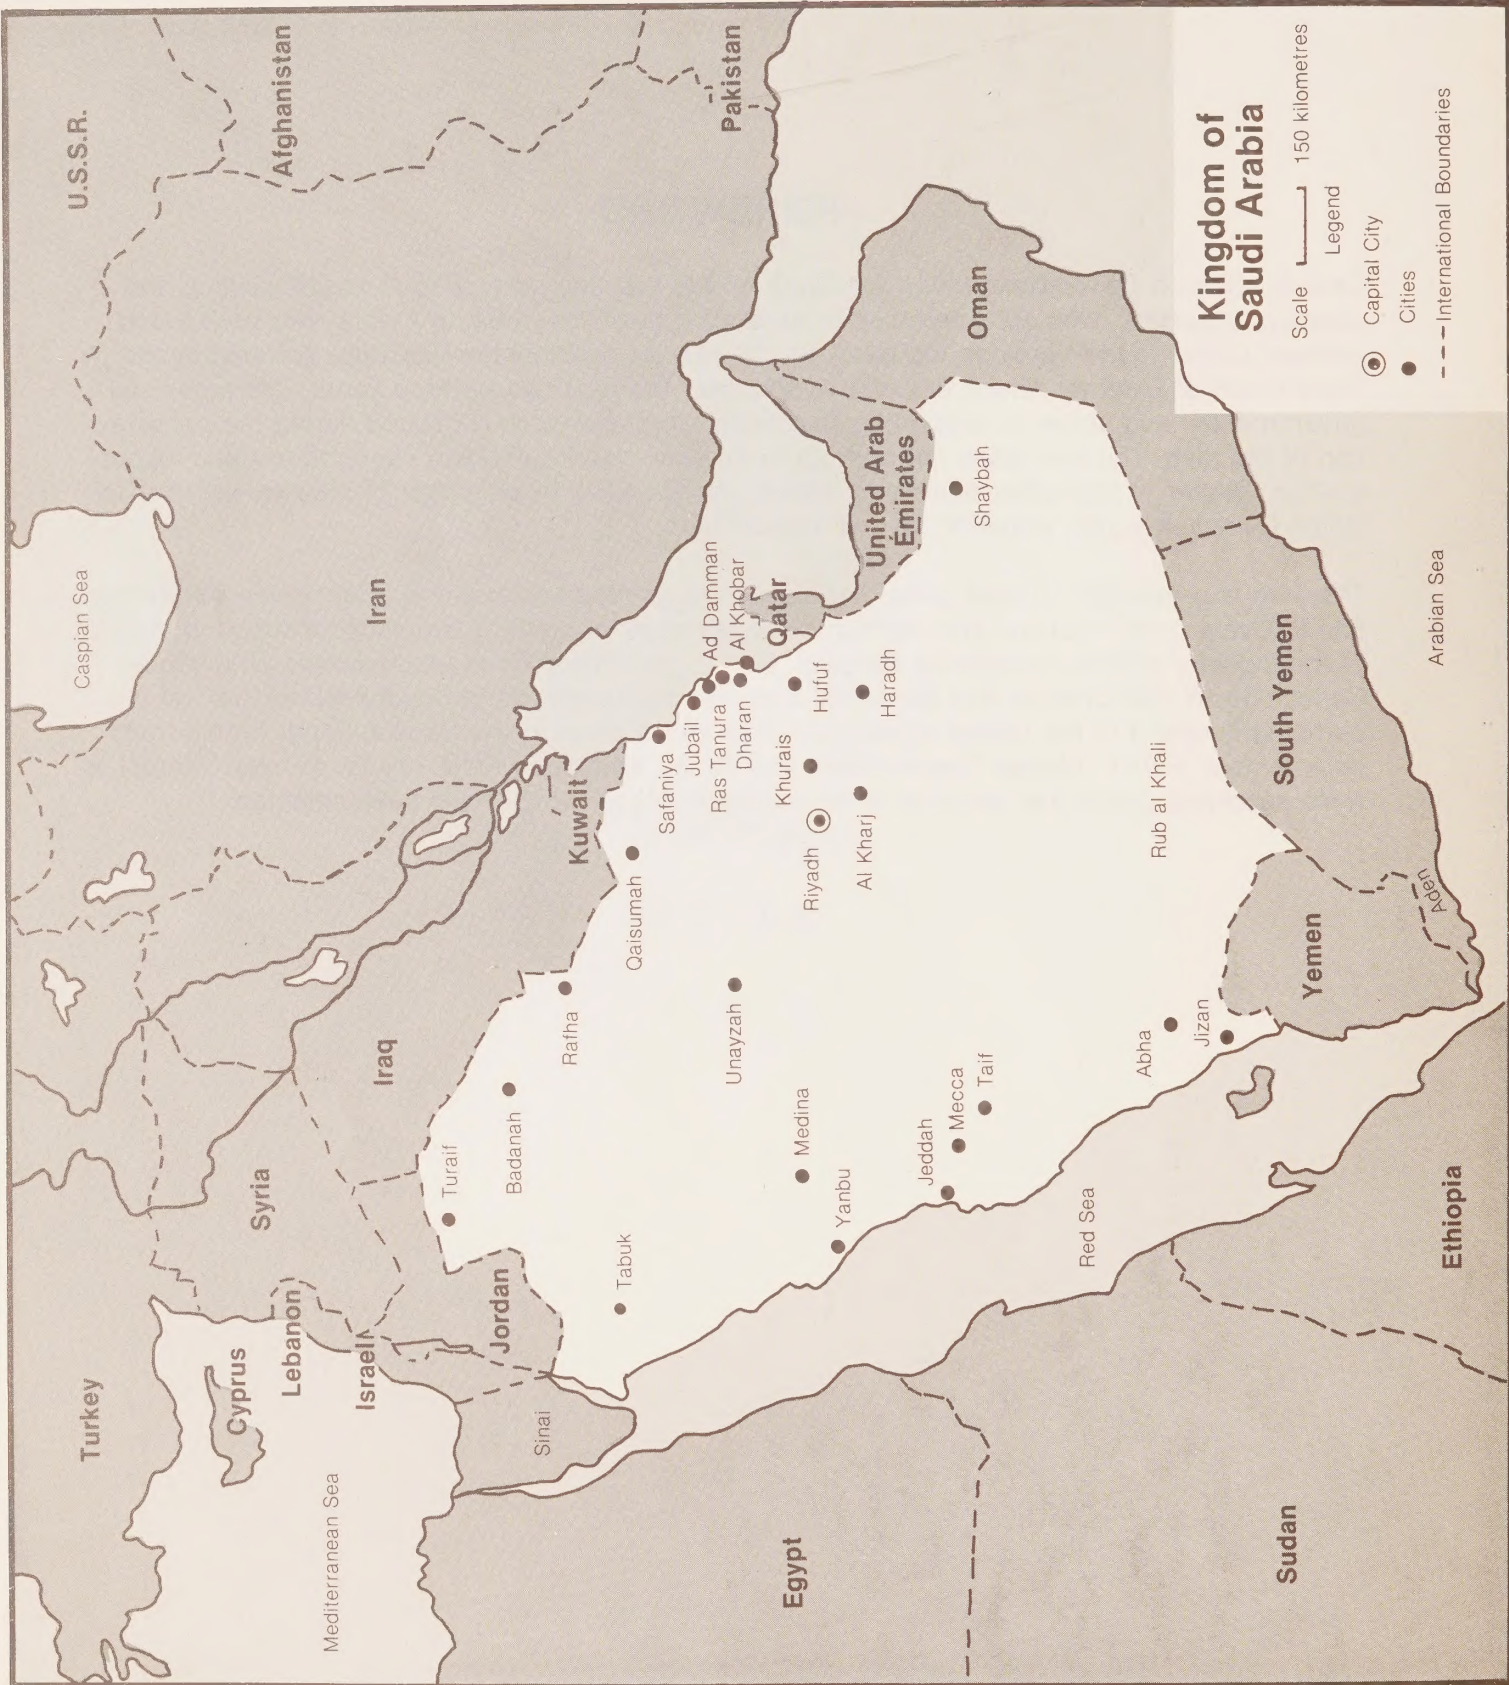 Turkey
U.S.S.R.
Caspian Sea
Afghanistan
Cyprus
Syria
Mediterranean Sea
Lebanon
Israel
Iraq
Iran
Jordan
Sinai
Turaif
Badanah
Rafha
Kuwait
Pakistan
Tabuk
Qaisumah
Safaniya
Jubail
Ras Tanura
Ad Damman
Dharan
Al Khobar
Qatar
Unayzah
Medina
Egypt
Yanbu
Khurais
Hufuf
Riyadh
Al Kharj
Haradh
United Arab
Emirates
Oman
Shaybah
Jeddah
Mecca
Taif
Red Sea
Abha
Jizan
Rub al Khali
Yemen
South Yemen
Aden
Arabian Sea
Sudan
Ethiopia
Kingdom of
Saudi Arabia
Scale 150 kilometres
Legend
Capital City
Cities
International Boundaries